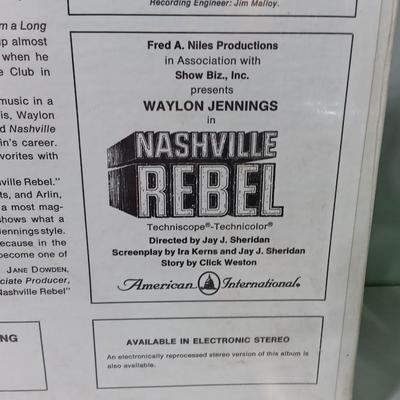 Recording Engineer: Jim Malloy.
m a Long
up almost
when he
e Club in
music in a
is, Waylon
d Nashville
in's career.
vorites with
ville Rebel."
ts, and Arlin,
a most mag-
shows what a
Jennings style.
because in the
become one of
JANE DOWDEN,
ciate Producer,
Nashville Rebel"
NG
Fred A. Niles Productions
in Association with
Show Biz., Inc.
presents
WAYLON JENNINGS
in
NASHVILLE
REBEL
Techniscope®-Technicolor®
Directed by Jay J. Sheridan
Screenplay by Ira Kerns and Jay J. Sheridan
Story by Click Weston
American International®
AVAILABLE IN ELECTRONIC STEREO
An electronically reprocessed stereo version of this album is
also available.